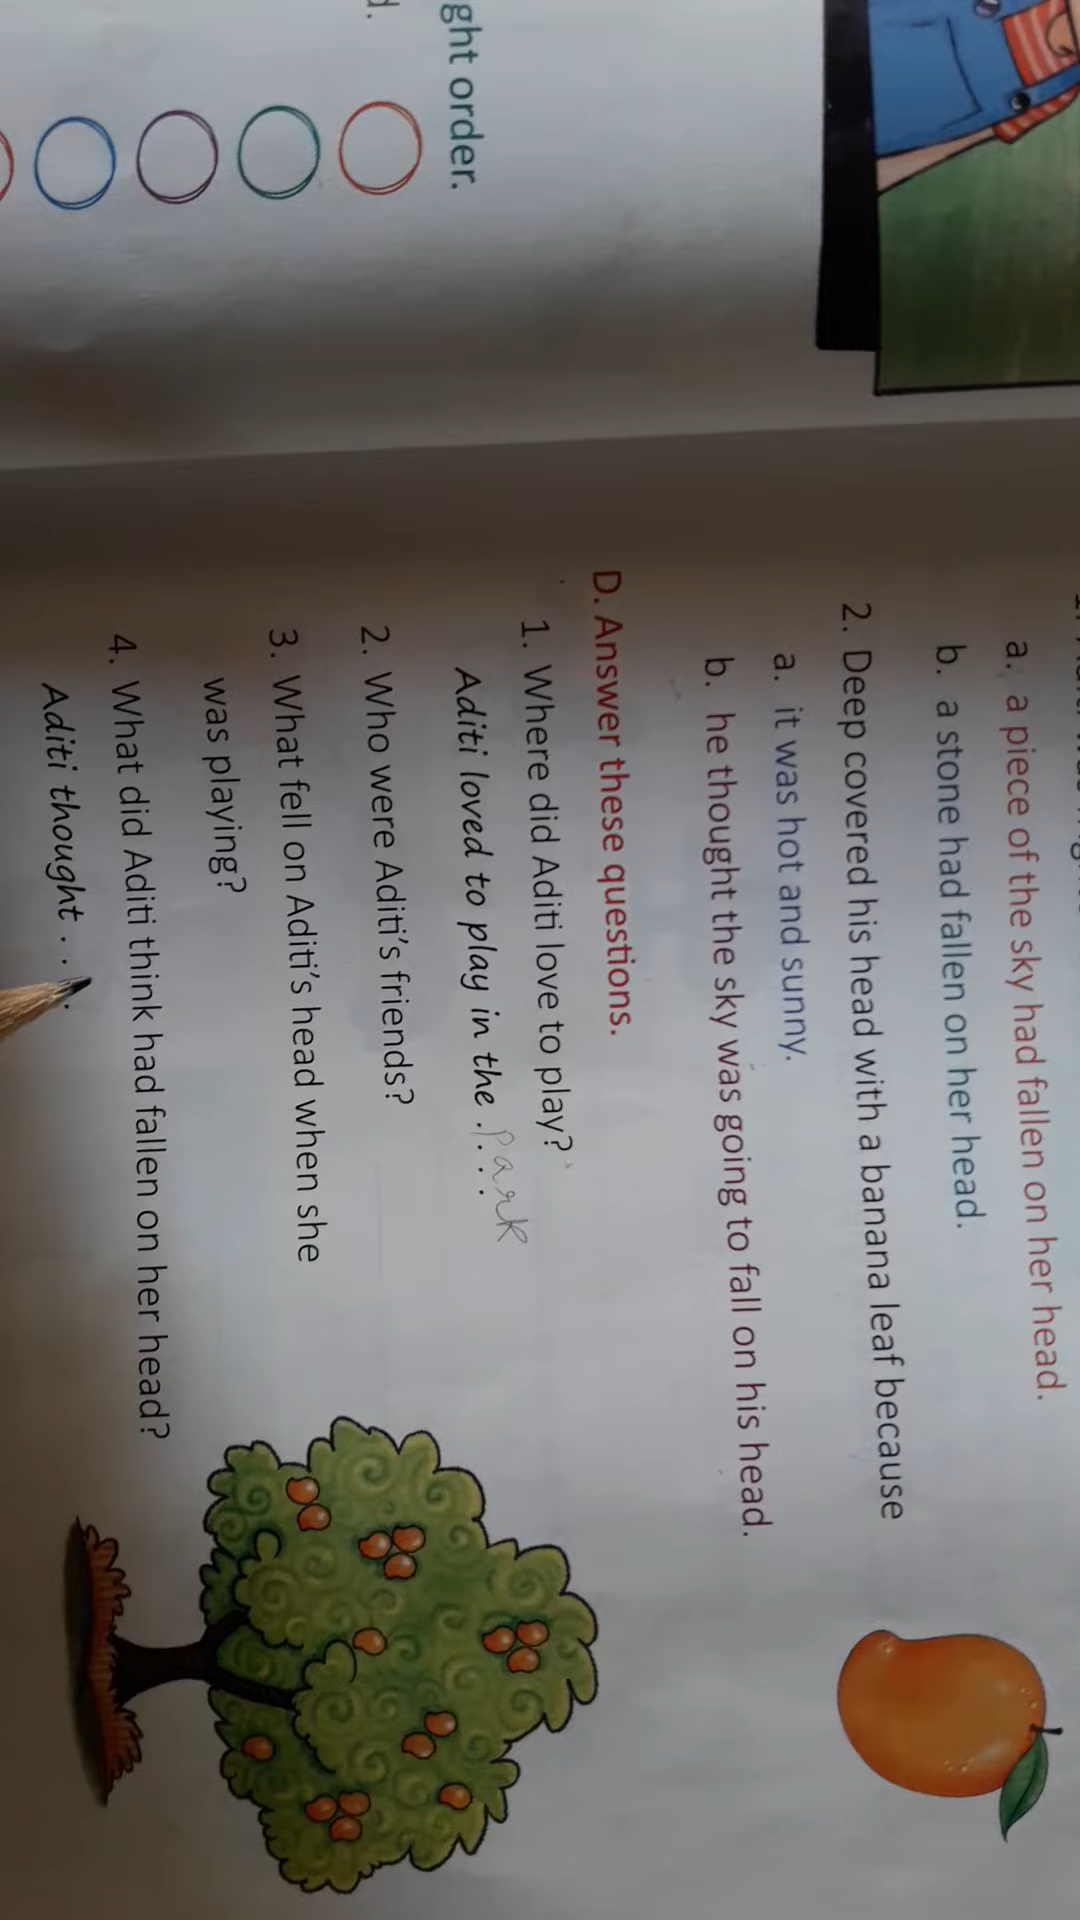 ght order.
d.
a. a piece of the sky had fallen on her head.
b. a stone had fallen on her head.
2. Deep covered his head with a banana leaf because
a. it was hot and sunny.
b. he thought the sky was going to fall on his head.
D. Answer these questions.
1. Where did Aditi love to play?
Aditi loved to play in the .... park
2. Who were Aditi's friends?
3. What fell on Aditi's head when she
was playing?
4. What did Aditi think had fallen on her head?
Aditi thought ...